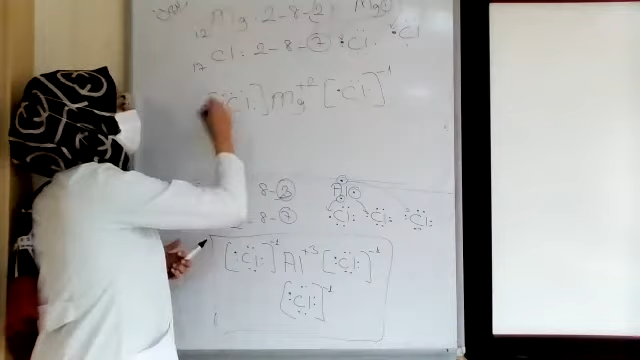 12 Mg: 2-8-2 Mg
17 Cl: 2-8-7 Cl Cl
[Cl] Mg+2 [Cl]-1
8-3 Al
8-7 Cl Cl Cl
[Cl]-1 Al+3 [Cl]-1
[Cl]-1